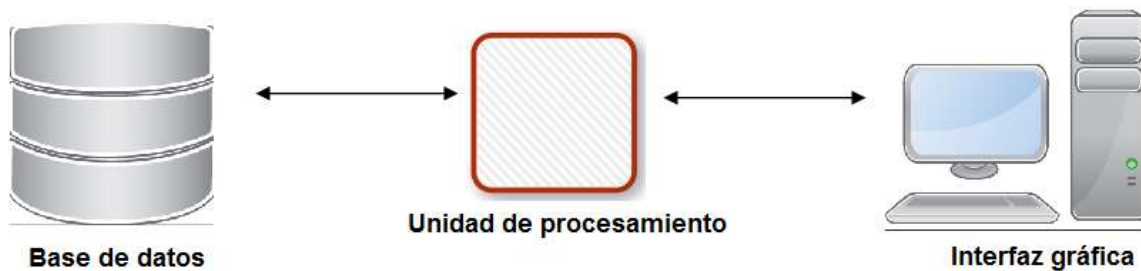 Base de datos
Unidad de procesamiento
Interfaz gráfica